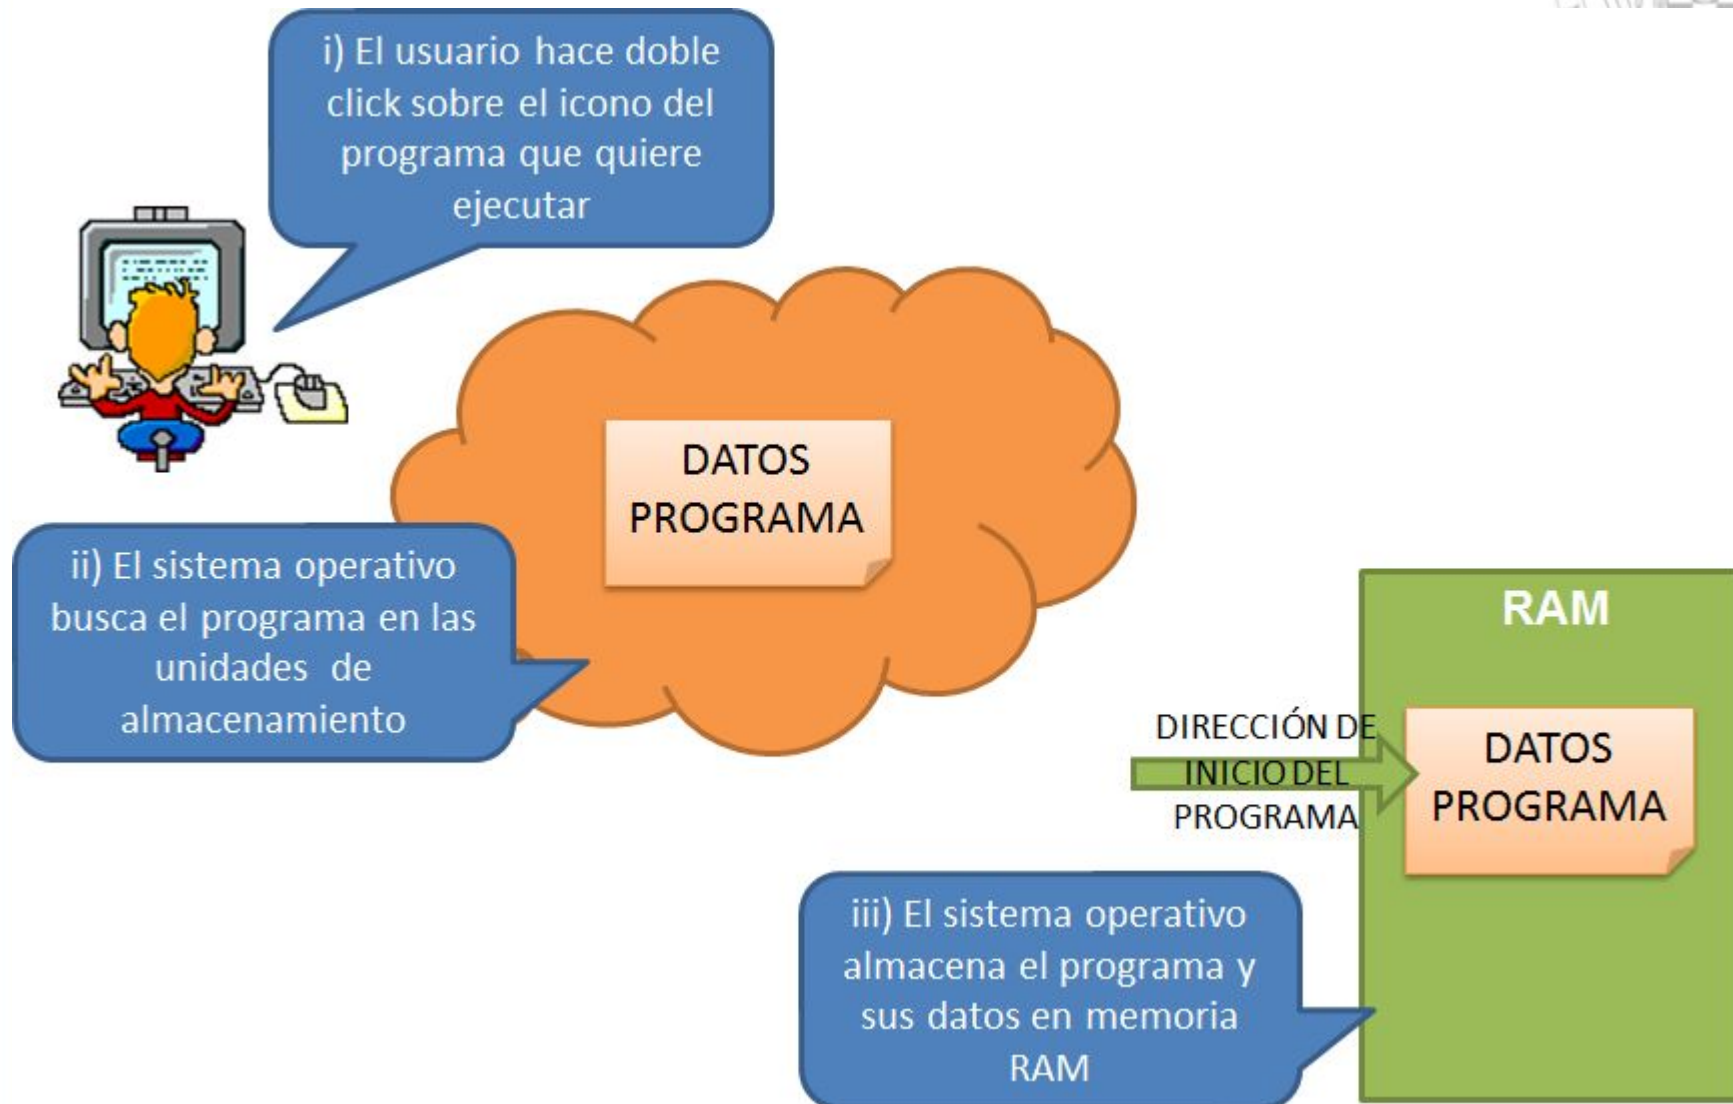 i) El usuario hace doble
click sobre el icono del
programa que quiere
ejecutar
DATOS
PROGRAMA
ii) El sistema operativo
busca el programa en las
unidades de
almacenamiento
RAM
DIRECCIÓN DE
INICIO DEL
PROGRAMA
DATOS
PROGRAMA
iii) El sistema operativo
almacena el programa y
sus datos en memoria
RAM